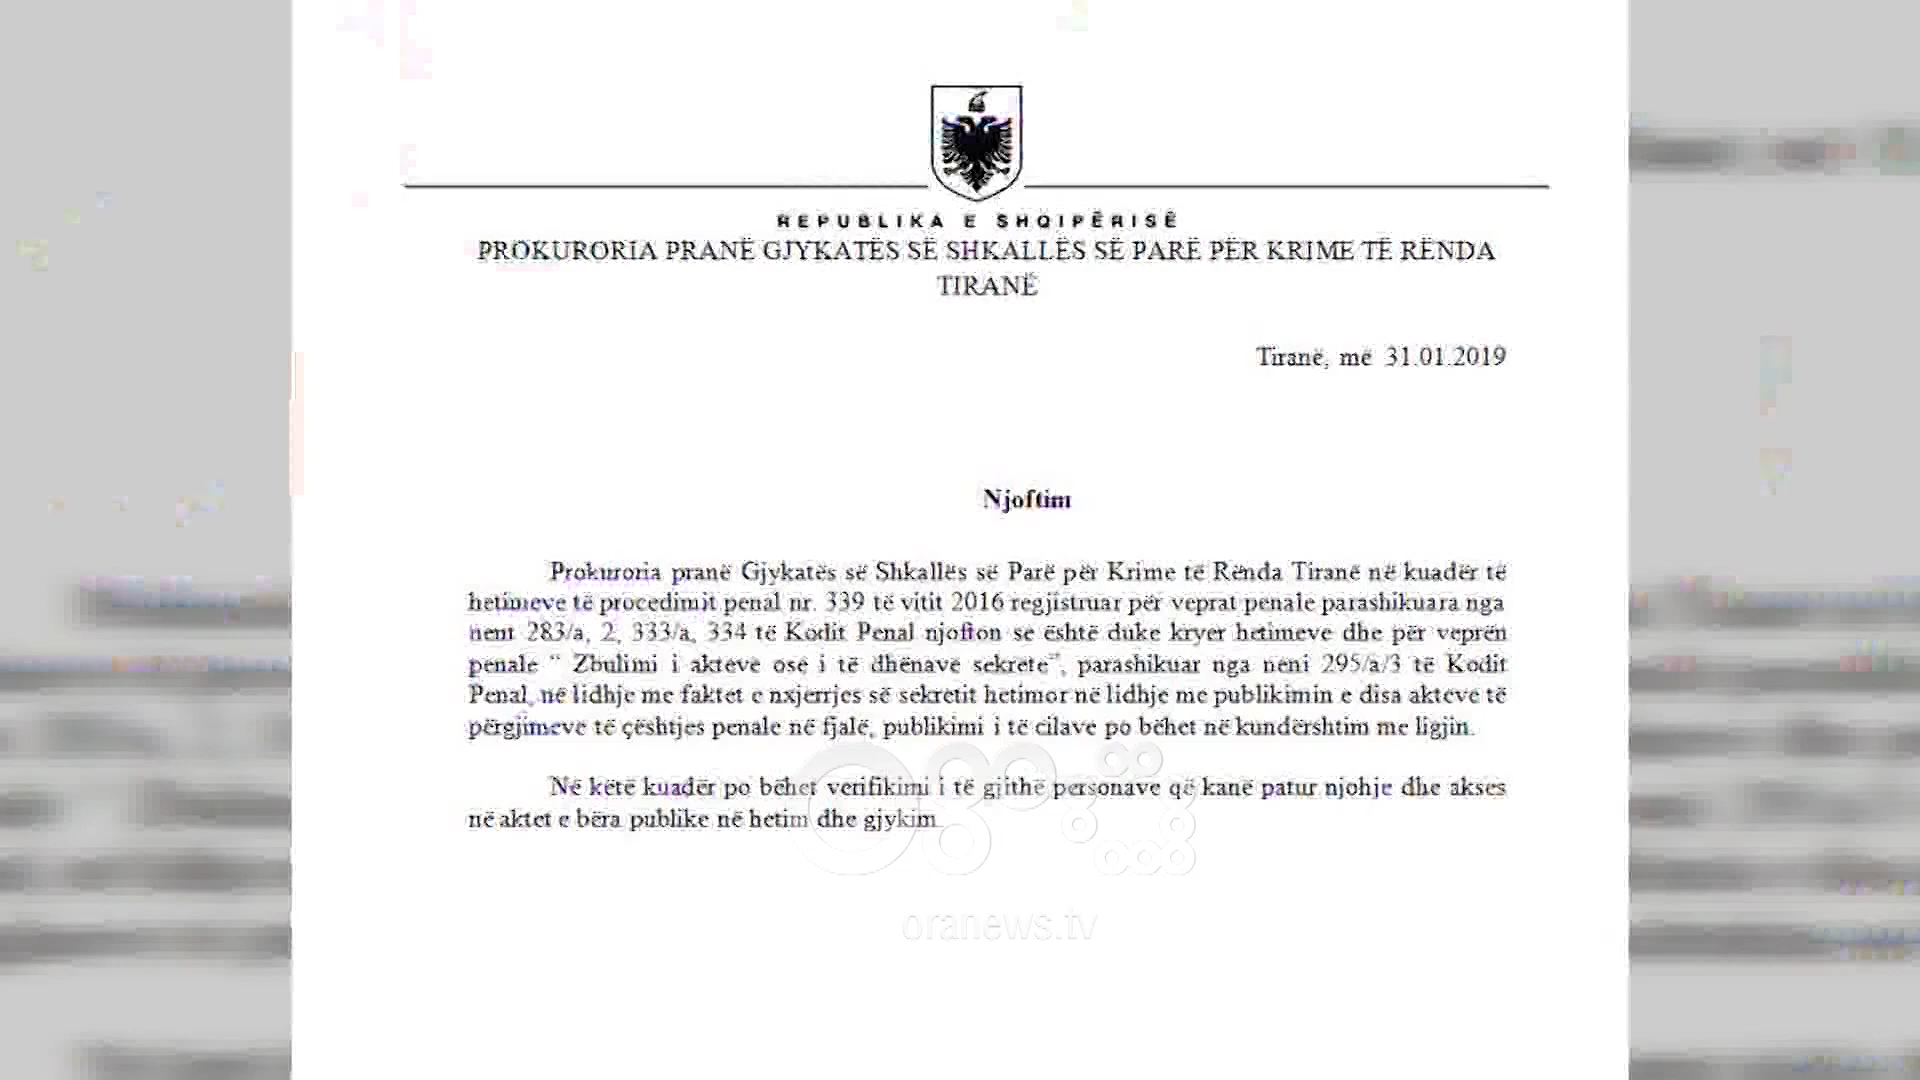 REPUBLIKA E SHQIPËRISË
PROKURORIA PRANË GJYKATËS SË SHKALLËS SË PARË PËR KRIME TË RËNDA
TIRANË
Tiranë, më 31.01.2019
Njoftim
Prokuroria pranë Gjykatës së Shkallës së Parë për Krime të Rënda Tiranë në kuadër të
hetimeve të procedimit penal nr. 339 të vitit 2016 regjistruar për veprat penale parashikuara nga
nent 283/a, 2, 333/a, 334 të Kodit Penal njofton se është duke kryer hetimeve dhe për veprën
penale “ Zbulimi i akteve ose i të dhënave sekrete”, parashikuar nga neni 295/a/3 të Kodit
Penal, në lidhje me faktet e nxjerrjes së sekretit hetimor në lidhje me publikimin e disa akteve të
përgjimeve të çështjes penale në fjalë, publikimi i të cilave po bëhet në kundërshtim me ligjin.
Në këtë kuadër po bëhet verifikimi i të gjithë personave që kanë patur njohje dhe akses
në aktet e bëra publike në hetim dhe gjykim.
oranews.tv